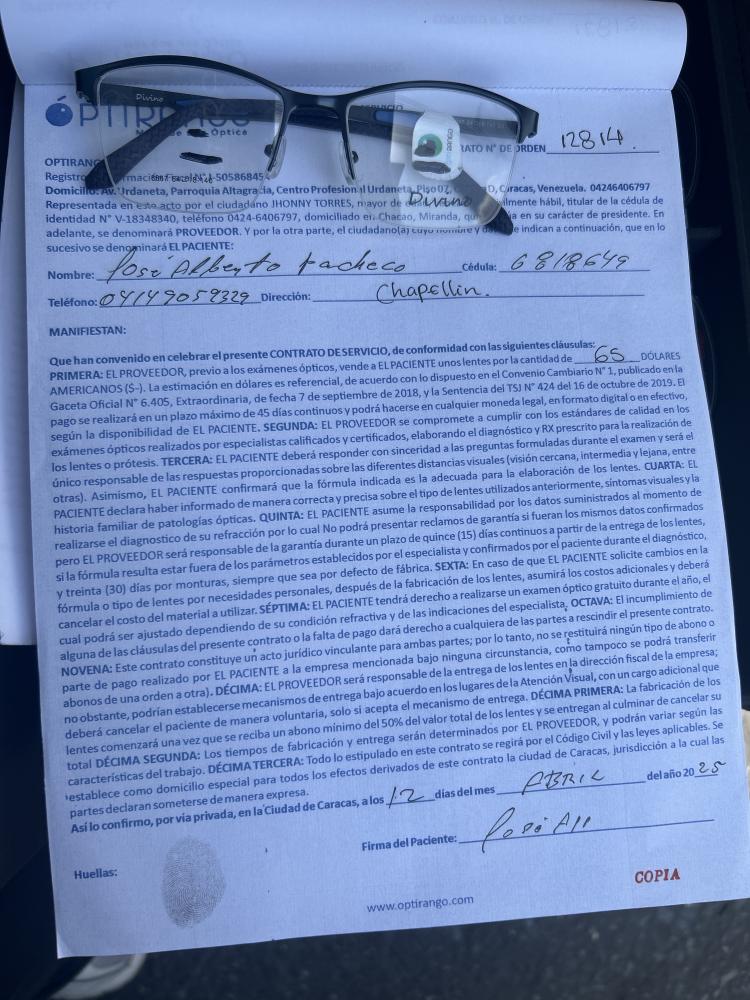 ÓPTIRANGO
Óptica
Divino
SERVICIO
N° DE ORDEN 12814.
Divino
OPTIRANG
Domicilio: Av. Urdaneta, Parroquia Altagracia, Centro Profesional Urdaneta, Piso 02, Caracas, Venezuela. 04246406797
Representada en este acto por el ciudadano JHONNY TORRES, mayor de hábil, titular de la cédula de
identidad N° V-18348340, teléfono 0424-6406797, domiciliado en Chacao, Miranda, en su carácter de presidente. En
adelante, se denominará PROVEEDOR. Y por la otra parte, el ciudadano(a) cuyo nombre y se indican a continuación, que en lo
sucesivo se denominará EL PACIENTE:
Nombre: José Alberto Pacheco Cédula: 6818649
Teléfono: 04149059329 Dirección: Chapellin.
MANIFIESTAN:
Que han convenido en celebrar el presente CONTRATO DE SERVICIO, de conformidad con las siguientes cláusulas:
PRIMERA: EL PROVEEDOR, previo a los exámenes ópticos, vende a EL PACIENTE unos lentes por la cantidad de 65 DÓLARES
AMERICANOS ($-). La estimación en dólares es referencial, de acuerdo con lo dispuesto en el Convenio Cambiario N° 1, publicado en la
Gaceta Oficial N° 6.405, Extraordinaria, de fecha 7 de septiembre de 2018, y la Sentencia del TSJ N° 424 del 16 de octubre de 2019. El
pago se realizará en un plazo máximo de 45 días continuos y podrá hacerse en cualquier moneda legal, en formato digital o en efectivo,
según la disponibilidad de EL PACIENTE. SEGUNDA: EL PROVEEDOR se compromete a cumplir con los estándares de calidad en los
exámenes ópticos realizados por especialistas calificados y certificados, elaborando el diagnóstico y RX prescrito para la realización de
los lentes o prótesis. TERCERA: EL PACIENTE deberá responder con sinceridad a las preguntas formuladas durante el examen y será el
único responsable de las respuestas proporcionadas sobre las diferentes distancias visuales (visión cercana, intermedia y lejana, entre
otras). Asimismo, EL PACIENTE confirmará que la fórmula indicada es la adecuada para la elaboración de los lentes. CUARTA: EL
PACIENTE declara haber informado de manera correcta y precisa sobre el tipo de lentes utilizados anteriormente, síntomas visuales y la
historia familiar de patologías ópticas. QUINTA: EL PACIENTE asume la responsabilidad por los datos suministrados al momento de
realizarse el diagnostico de su refracción por lo cual No podrá presentar reclamos de garantía si fueran los mismos datos confirmados
pero EL PROVEEDOR será responsable de la garantía durante un plazo de quince (15) días continuos a partir de la entrega de los lentes,
si la fórmula resulta estar fuera de los parámetros establecidos por el especialista y confirmados por el paciente durante el diagnóstico,
y treinta (30) días por monturas, siempre que sea por defecto de fábrica. SEXTA: En caso de que EL PACIENTE solicite cambios en la
fórmula o tipo de lentes por necesidades personales, después de la fabricación de los lentes, asumirá los costos adicionales y deberá
cancelar el costo del material a utilizar. SÉPTIMA: EL PACIENTE tendrá derecho a realizarse un examen óptico gratuito durante el año, el
cual podrá ser ajustado dependiendo de su condición refractiva y de las indicaciones del especialista. OCTAVA: El incumplimiento de
alguna de las cláusulas del presente contrato o la falta de pago dará derecho a cualquiera de las partes a rescindir el presente contrato.
NOVENA: Este contrato constituye un acto jurídico vinculante para ambas partes; por lo tanto, no se restituirá ningún tipo de abono o
parte de pago realizado por EL PACIENTE a la empresa mencionada bajo ninguna circunstancia, como tampoco se podrá transferir
abonos de una orden a otra). DÉCIMA: EL PROVEEDOR será responsable de la entrega de los lentes en la dirección fiscal de la empresa;
no obstante, podrían establecerse mecanismos de entrega bajo acuerdo en los lugares de la Atención Visual, con un cargo adicional que
deberá cancelar el paciente de manera voluntaria, solo si acepta el mecanismo de entrega. DÉCIMA PRIMERA: La fabricación de los
lentes comenzará una vez que se reciba un abono mínimo del 50% del valor total de los lentes y se entregan al culminar de cancelar su
total DÉCIMA SEGUNDA: Los tiempos de fabricación y entrega serán determinados por EL PROVEEDOR, y podrán variar según las
características del trabajo. DÉCIMA TERCERA: Todo lo estipulado en este contrato se regirá por el Código Civil y las leyes aplicables. Se
establece como domicilio especial para todos los efectos derivados de este contrato la ciudad de Caracas, jurisdicción a la cual las
partes declaran someterse de manera expresa.
Así lo confirmo, por vía privada, en la Ciudad de Caracas, a los 12 días del mes ABRIL del año 2025
Firma del Paciente: José Al
Huellas:
COPIA
www.optirango.com